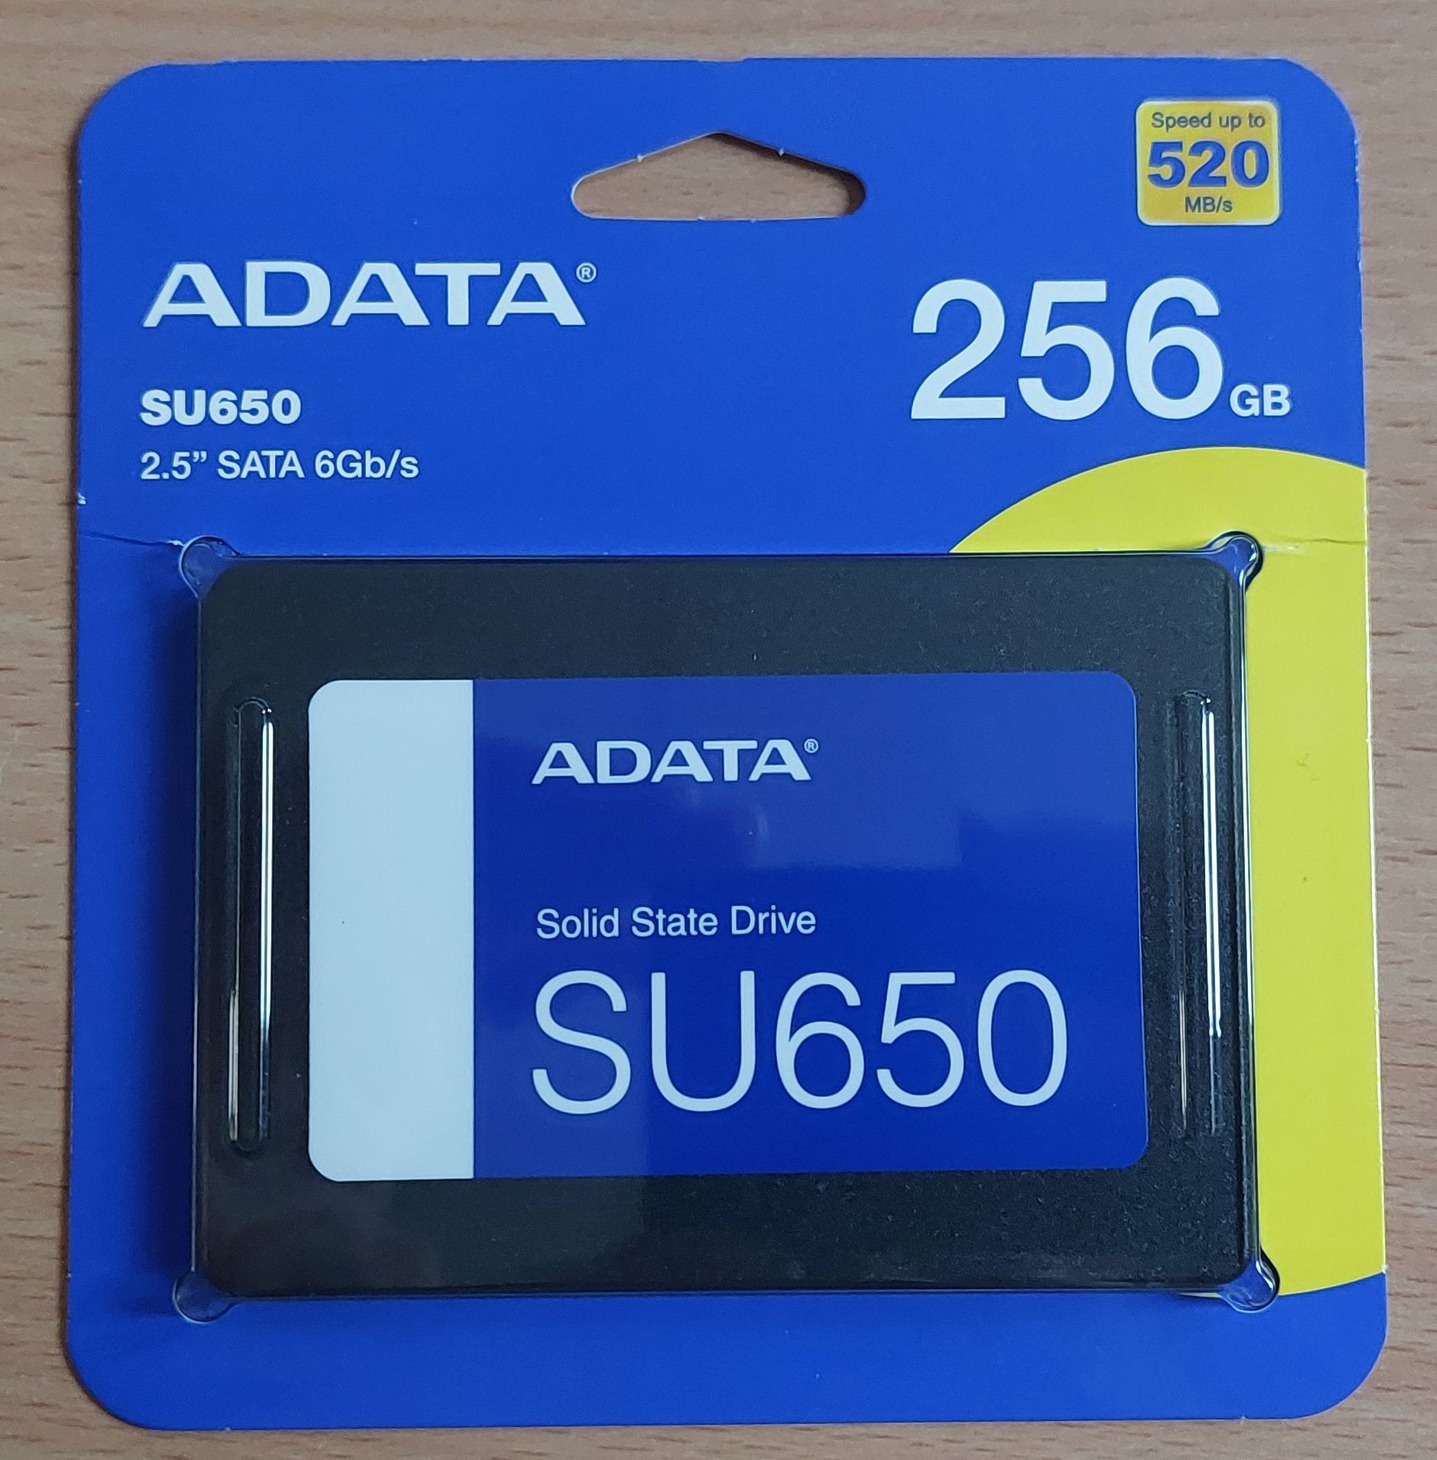 Speed up to
520
MB/s
ADATA®
256GB
SU650
2.5” SATA 6Gb/s
ADATA®
Solid State Drive
SU650